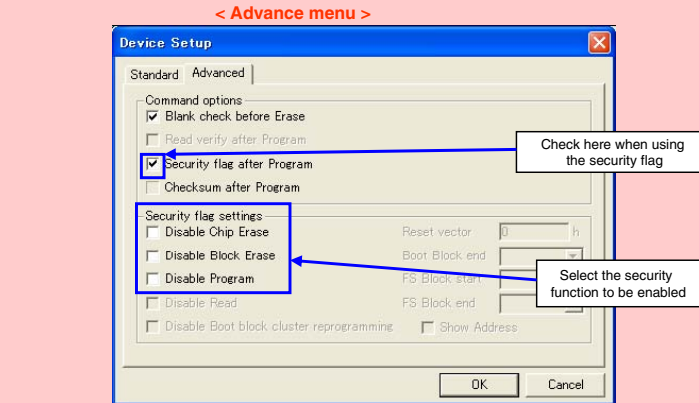 < Advance menu >
Device Setup
Standard Advanced
Command options
Blank check before Erase
Read verify after Program
Security flag after Program
Checksum after Program
Check here when using
the security flag
Security flag settings
Disable Chip Erase Reset vector 0 h
Disable Block Erase Boot Block end
Disable Program FS Block start
Disable Read FS Block end
Disable Boot block cluster reprogramming Show Address
Select the security
function to be enabled
OK Cancel